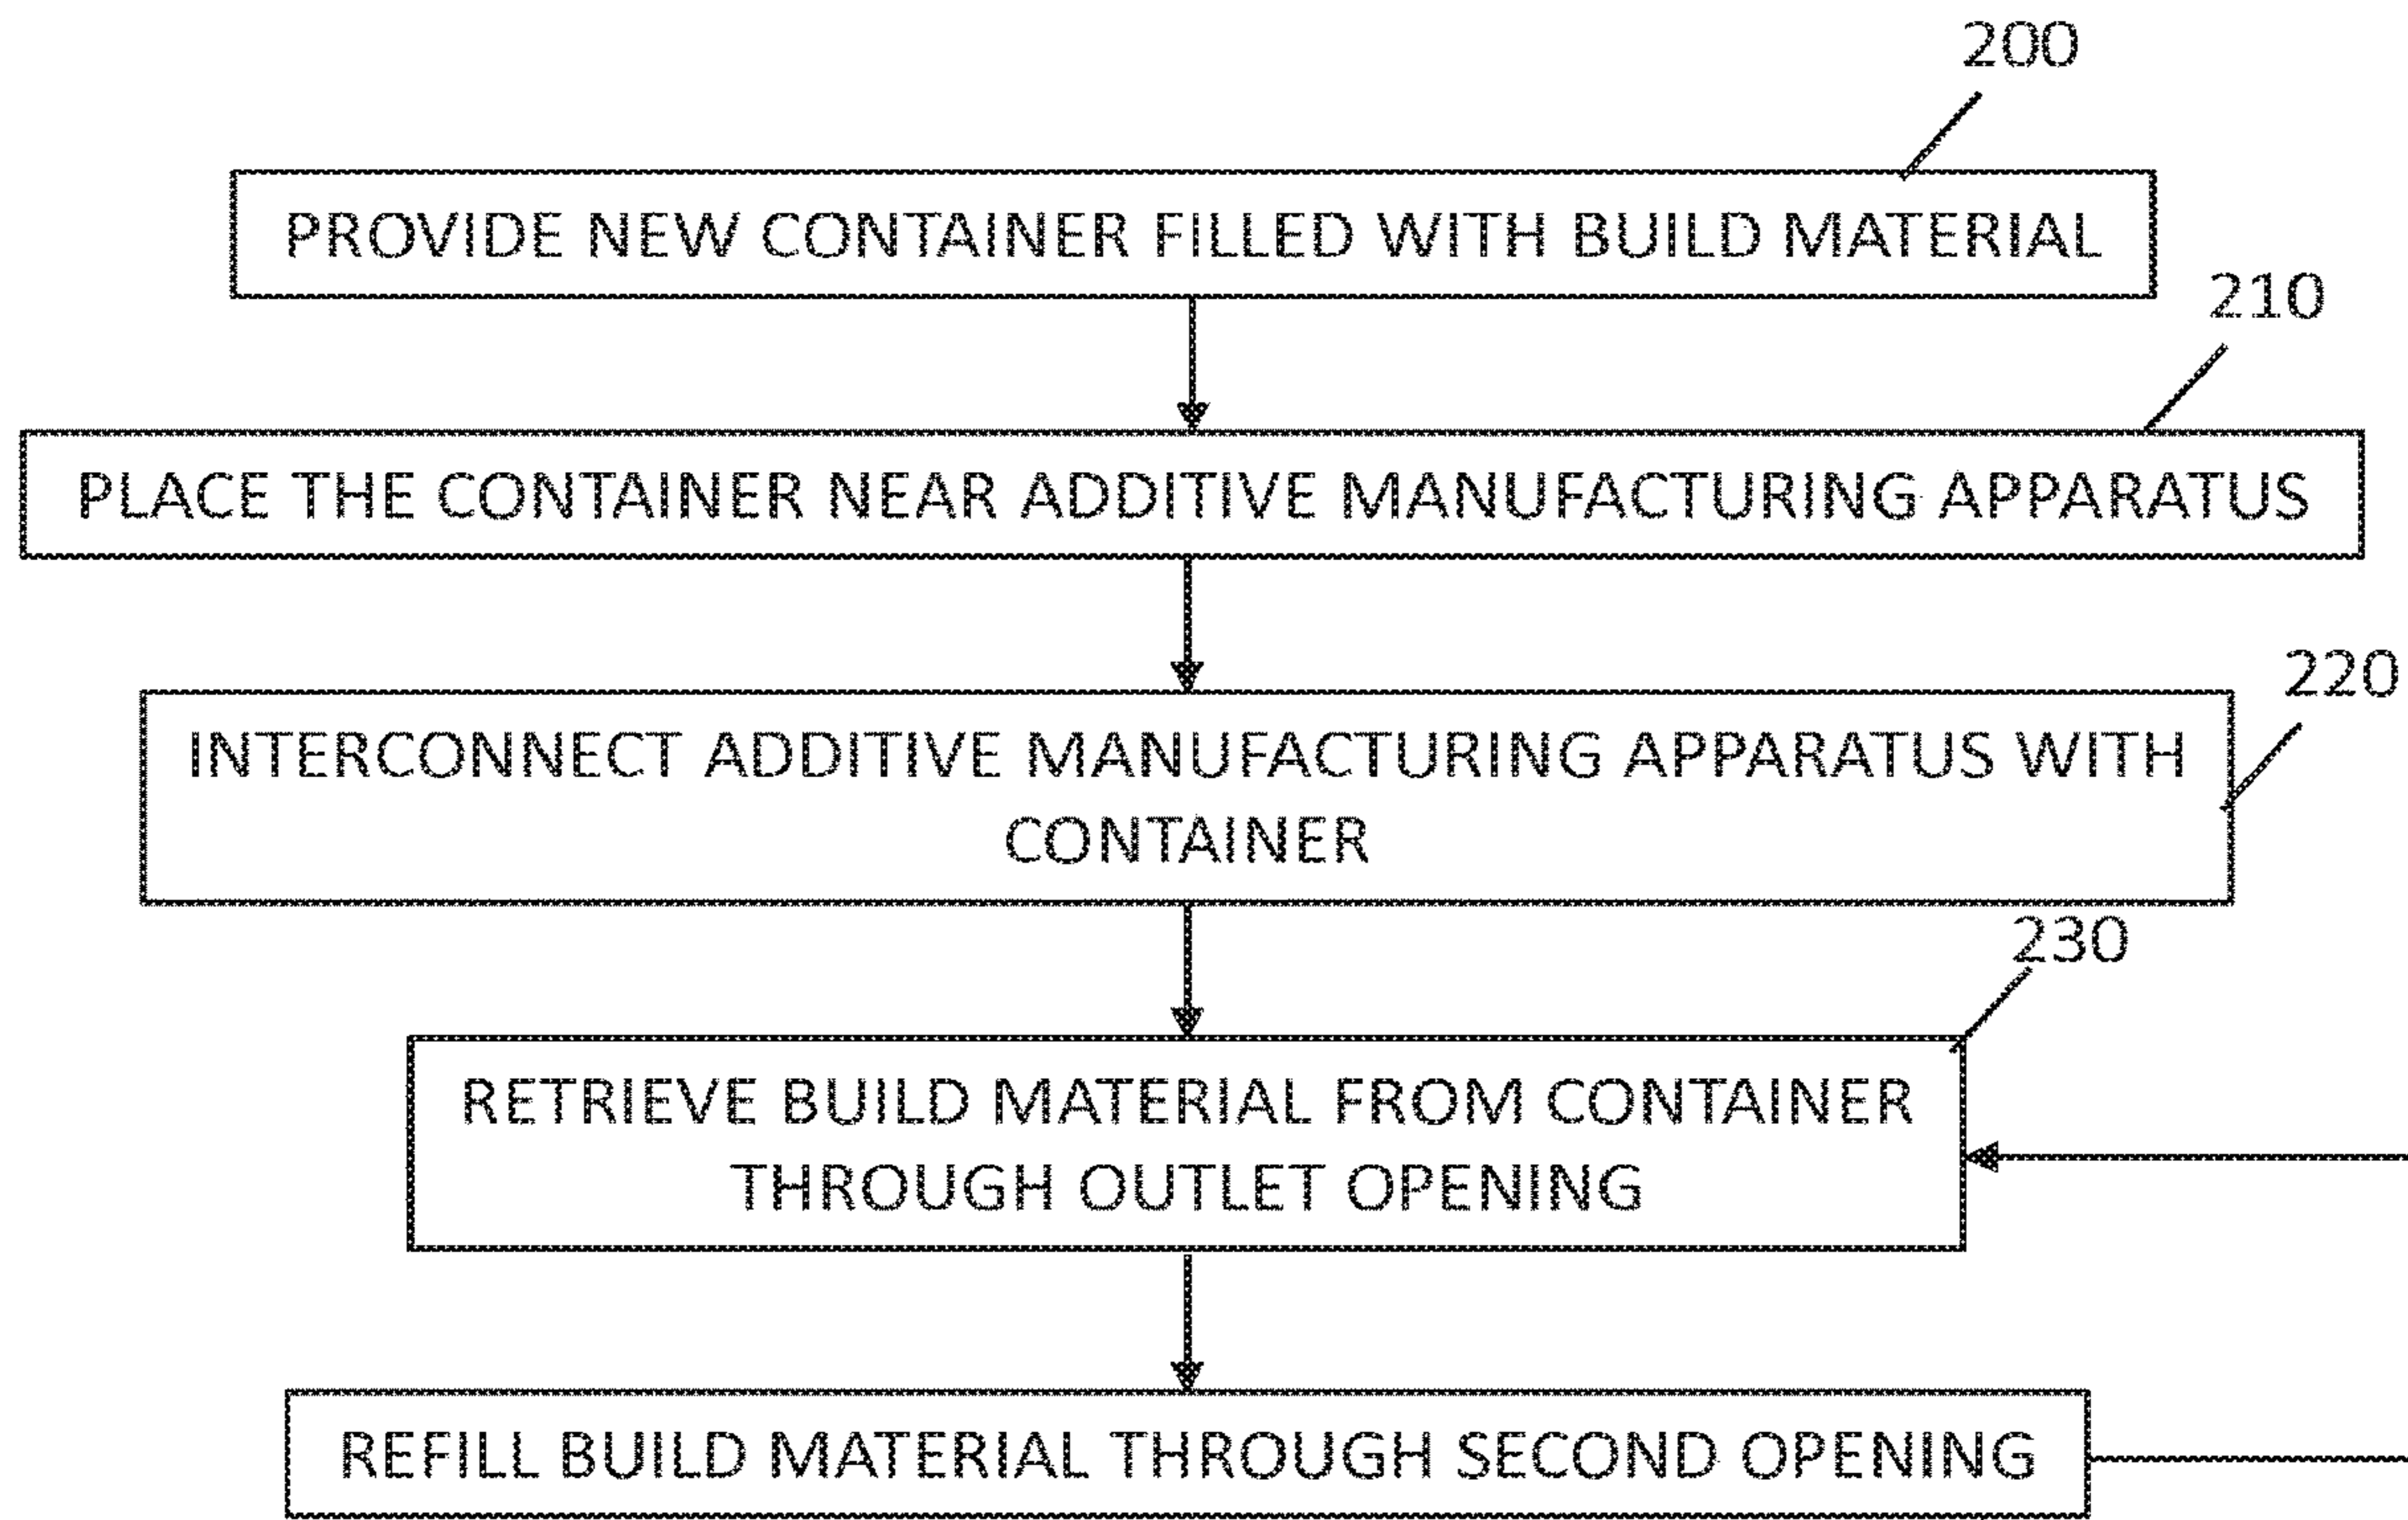 200
PROVIDE NEW CONTAINER FILLED WITH BUILD MATERIAL
210
PLACE THE CONTAINER NEAR ADDITIVE MANUFACTURING APPARATUS
220
INTERCONNECT ADDITIVE MANUFACTURING APPARATUS WITH
CONTAINER
230
RETRIEVE BUILD MATERIAL FROM CONTAINER
THROUGH OUTLET OPENING
REFILL BUILD MATERIAL THROUGH SECOND OPENING